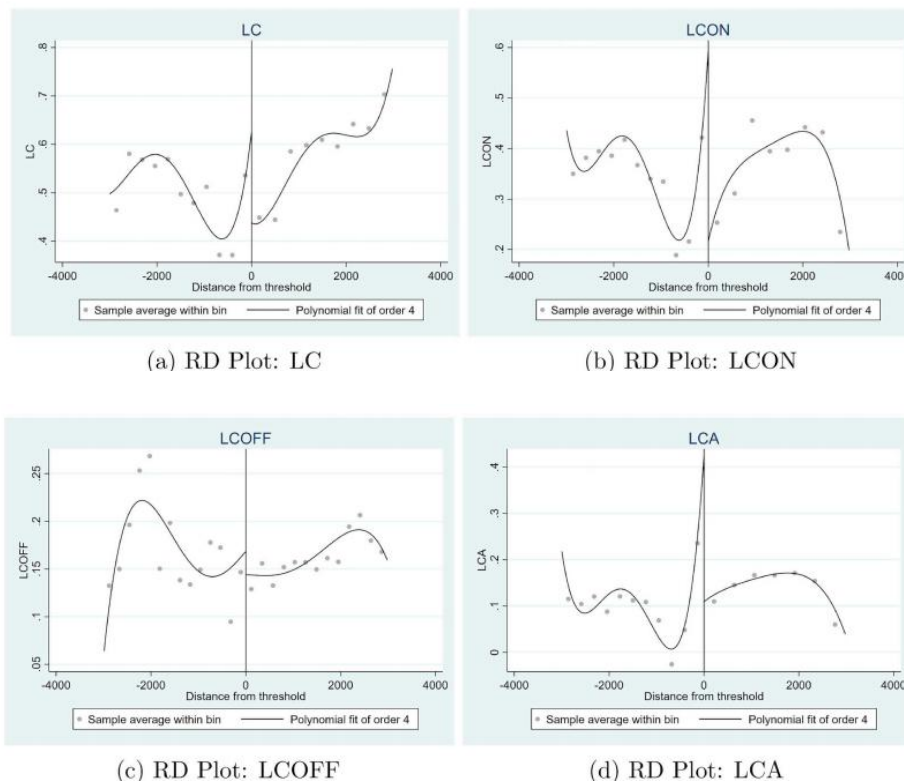 LC
LC
.4 .5 .6 .7 .8
-4000 -2000 0 2000 4000
Distance from threshold
Sample average within bin Polynomial fit of order 4
(a) RD Plot: LC
LCON
LCON
.2 .3 .4 .5 .6
-4000 -2000 0 2000 4000
Distance from threshold
Sample average within bin Polynomial fit of order 4
(b) RD Plot: LCON
LCOFF
LCOFF
.05 .1 .15 .2 .25
-4000 -2000 0 2000 4000
Distance from threshold
Sample average within bin Polynomial fit of order 4
(c) RD Plot: LCOFF
LCA
LCA
0 .1 .2 .3 .4
-4000 -2000 0 2000 4000
Distance from threshold
Sample average within bin Polynomial fit of order 4
(d) RD Plot: LCA